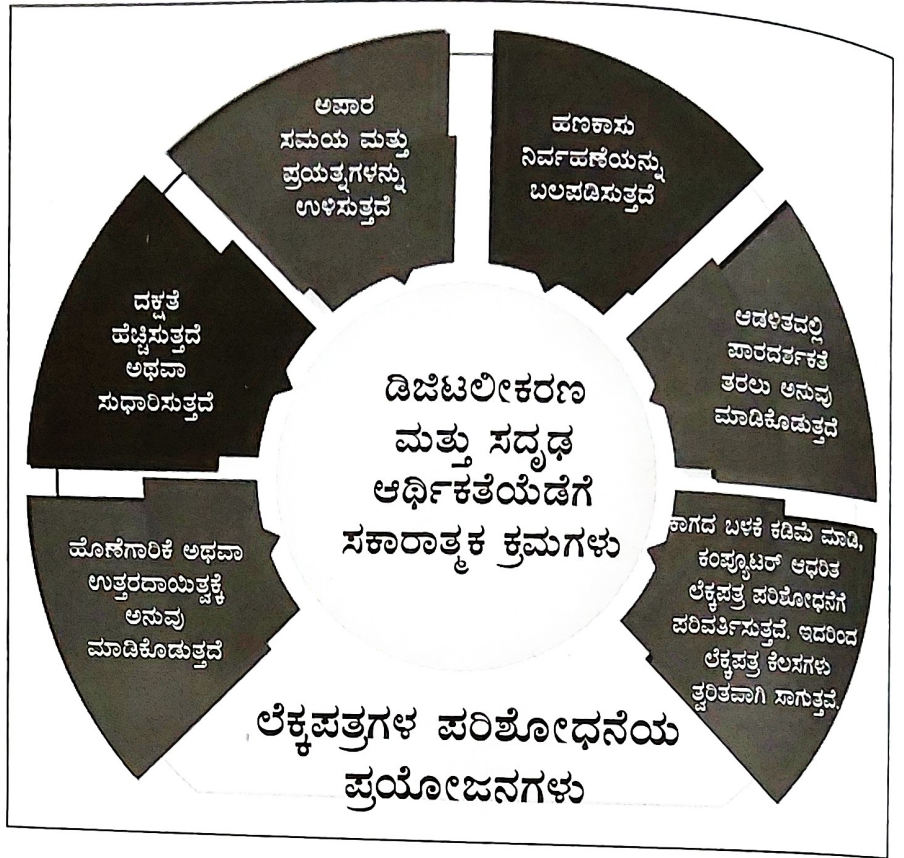 ಅಪಾರ
ಸಮಯ ಮತ್ತು
ಪ್ರಯತ್ನಗಳನ್ನು
ಉಳಿಸುತ್ತದೆ
ಹಣಕಾಸು
ನಿರ್ವಹಣೆಯನ್ನು
ಬಲಪಡಿಸುತ್ತದೆ
ದಕ್ಷತೆ
ಹೆಚ್ಚಿಸುತ್ತದೆ
ಅಥವಾ
ಸುಧಾರಿಸುತ್ತದೆ
ಆಡಳಿತವಲ್ಲಿ
ಪಾರದರ್ಶಕತೆ
ತರಲು ಅನುವು
ಮಾಡಿಕೊಡುತ್ತದೆ
ಡಿಜಿಟಲೀಕರಣ
ಮತ್ತು ಸದೃಢ
ಆರ್ಥಿಕತೆಯೆಡೆಗೆ
ಸಕಾರಾತ್ಮಕ ಕ್ರಮಗಳು
ಹೊಣೆಗಾರಿಕೆ ಅಥವಾ
ಉತ್ತರದಾಯಿತ್ವಕ್ಕೆ
ಅನುವು
ಮಾಡಿಕೊಡುತ್ತದೆ
ಕಾಗದ ಬಳಕೆ ಕಡಿಮೆ ಮಾಡಿ,
ಕಂಪ್ಯೂಟರ್ ಆಧರಿತ
ಲೆಕ್ಕಪತ್ರ ಪರಿಶೋಧನೆಗೆ
ಪರಿವರ್ತಿಸುತ್ತದೆ. ಇದರಿಂದ
ಲೆಕ್ಕಪತ್ರ ಕೆಲಸಗಳು
ತ್ವರಿತವಾಗಿ ಸಾಗುತ್ತವೆ.
ಲೆಕ್ಕಪತ್ರಗಳ ಪರಿಶೋಧನೆಯ
ಪ್ರಯೋಜನಗಳು